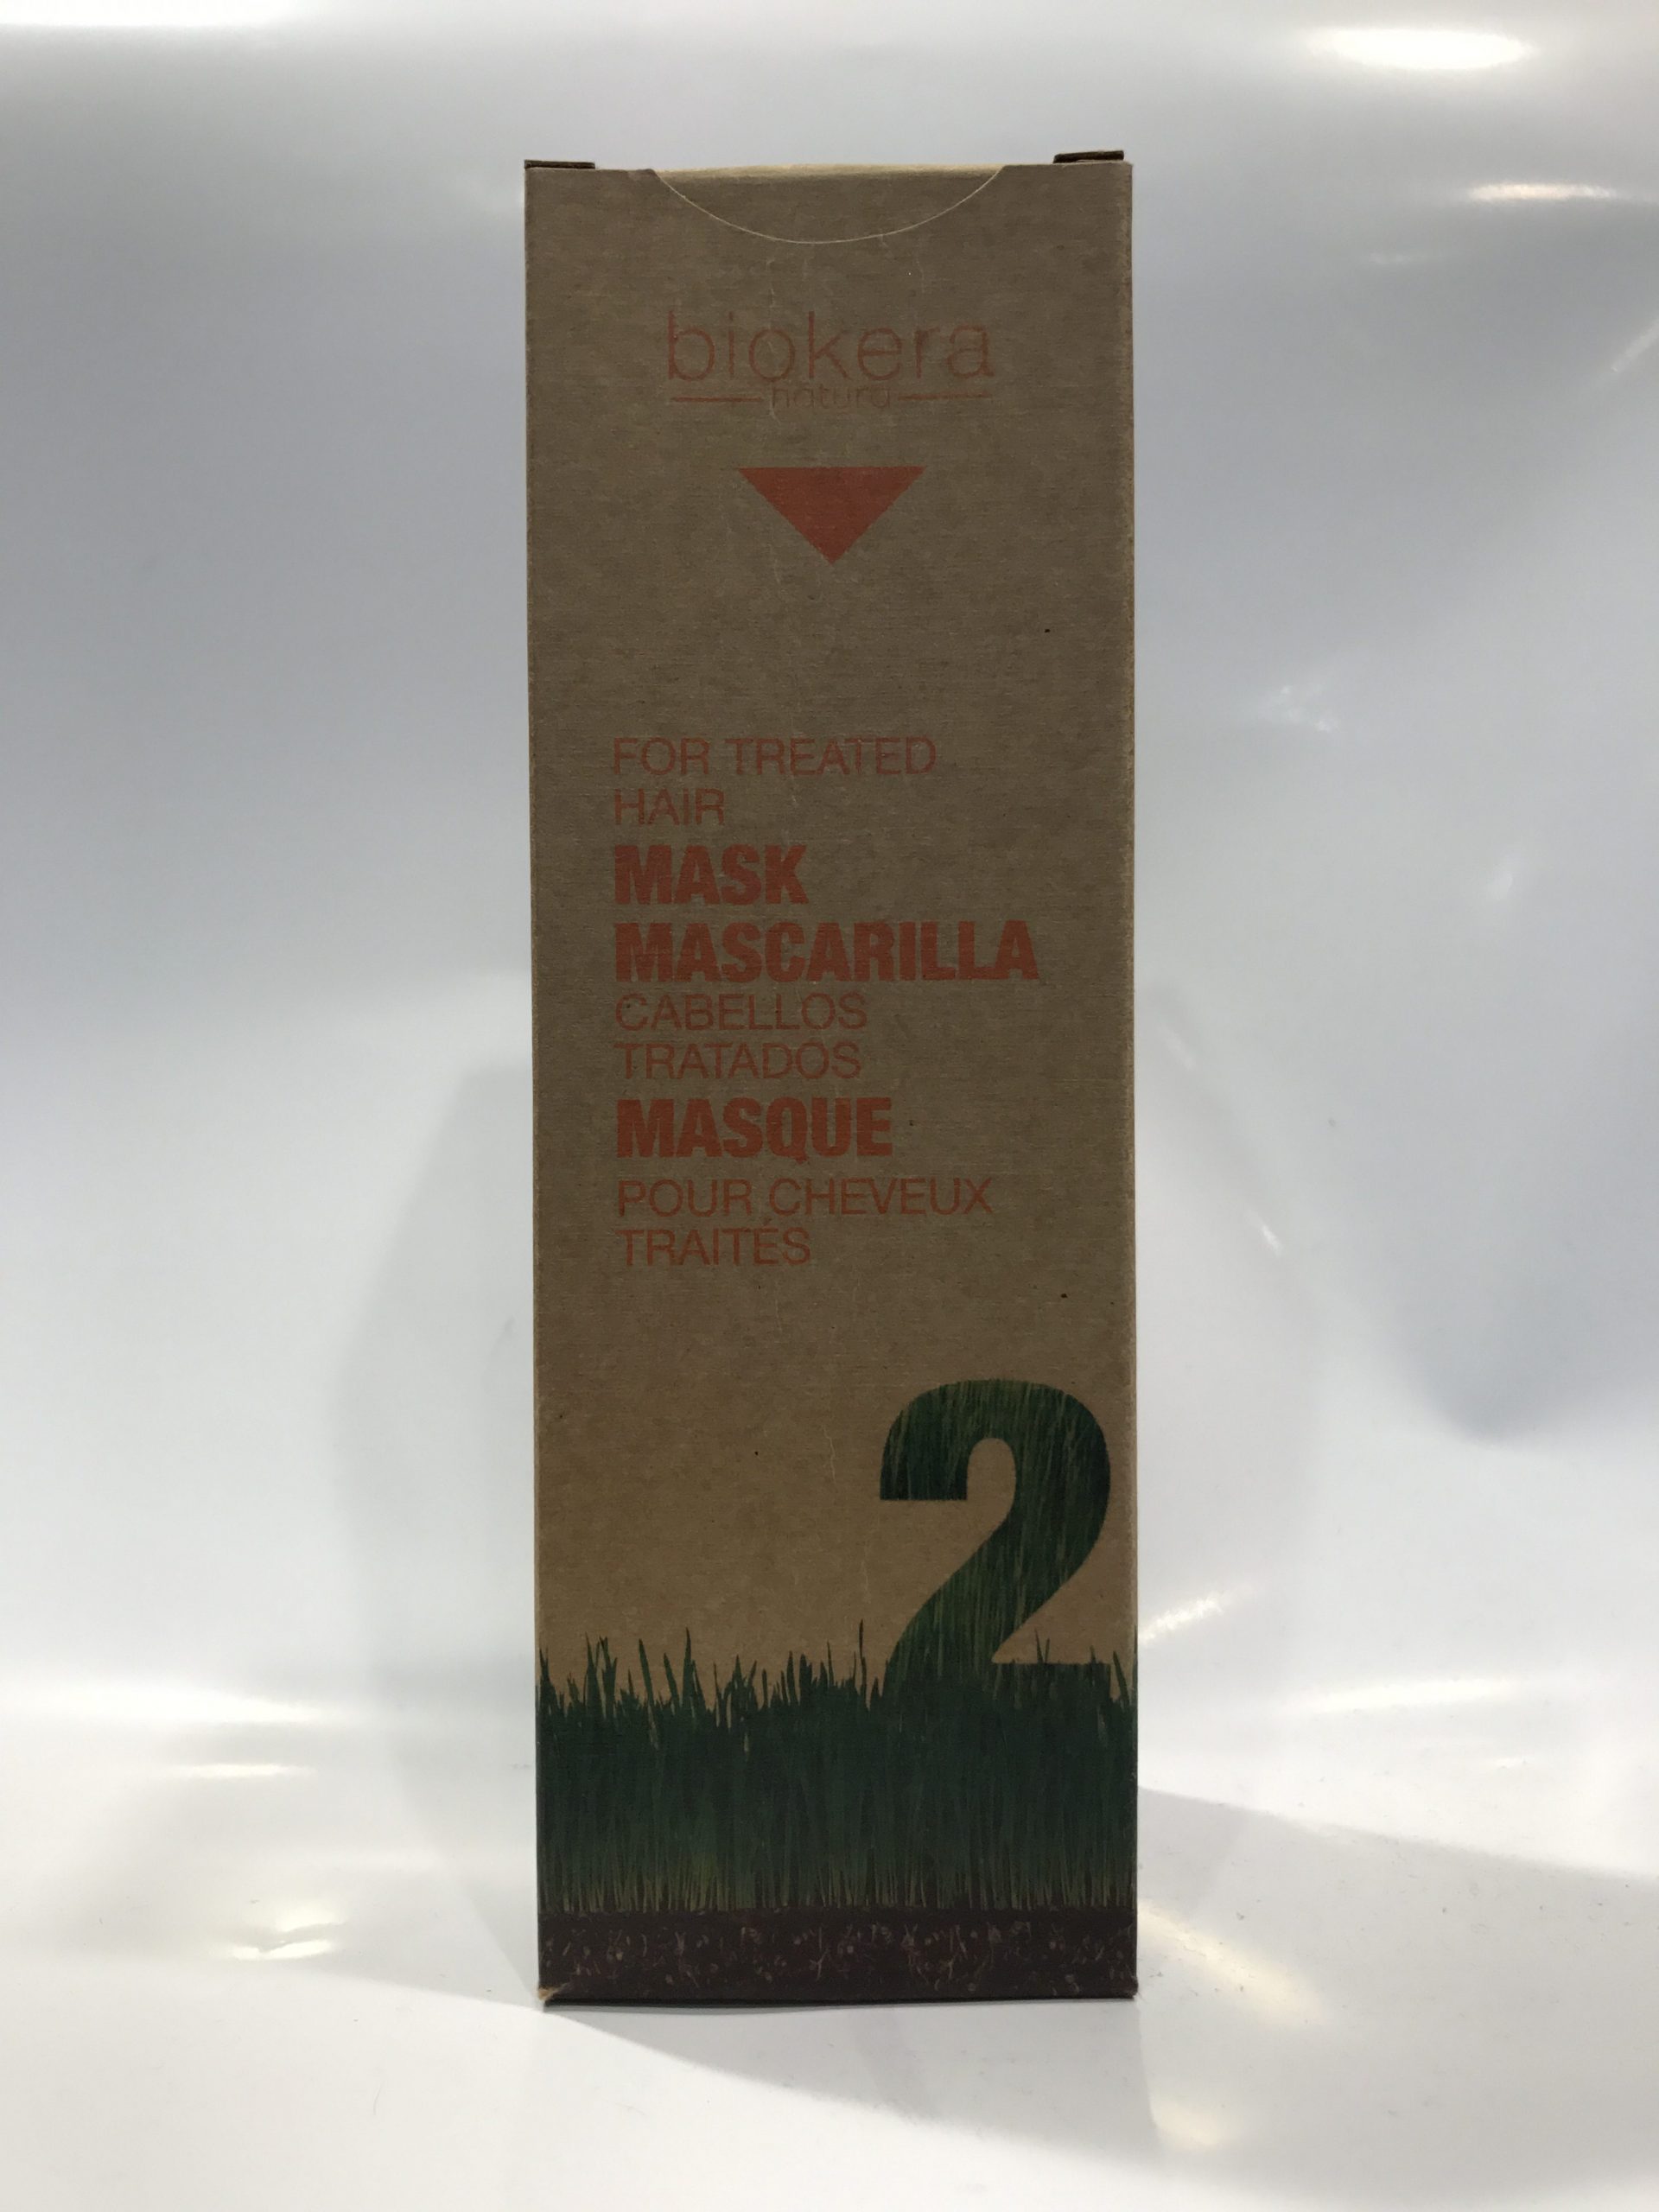 biokera
natura
FOR TREATED
HAIR
MASK
MASCARILLA
CABELLOS
TRATADOS
MASQUE
POUR CHEVEUX
TRAITÉS
2